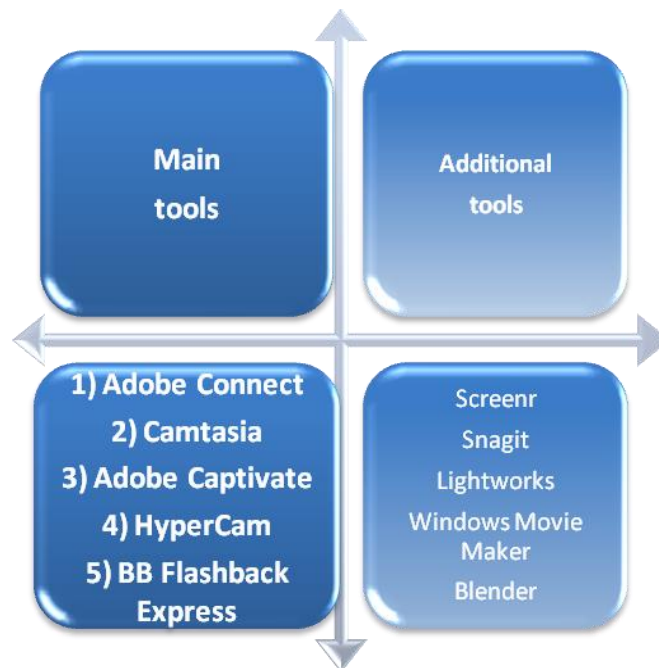 Main
tools
Additional
tools
1) Adobe Connect
2) Camtasia
3) Adobe Captivate
4) HyperCam
5) BB Flashback
Express
Screenr
Snagit
Lightworks
Windows Movie
Maker
Blender